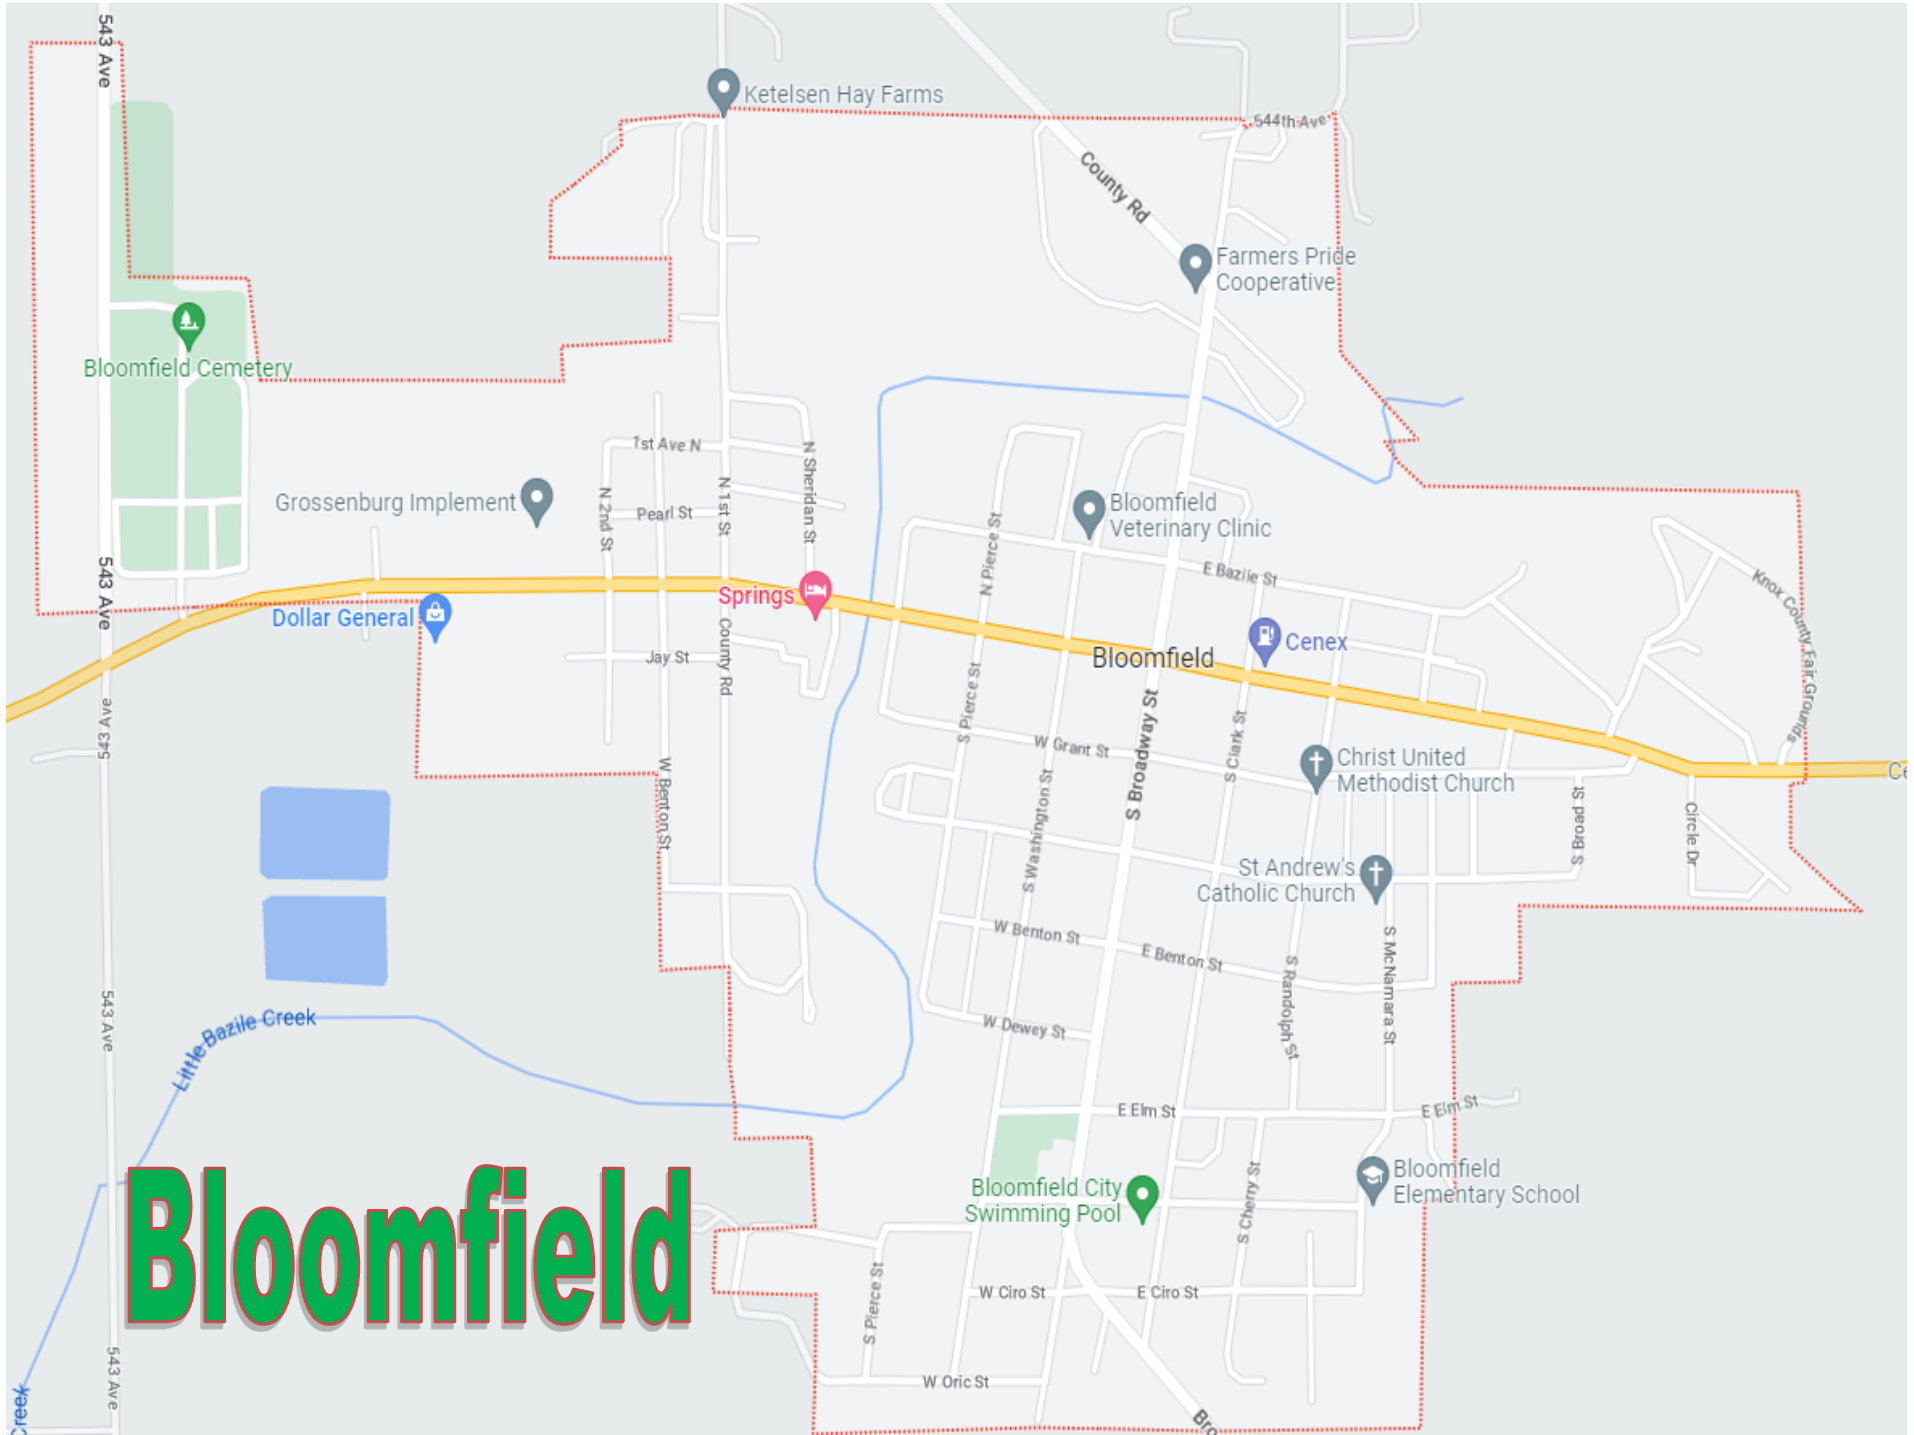 543 Ave
Ketelsen Hay Farms
544th Ave
County Rd
Farmers Pride
Cooperative
Bloomfield Cemetery
1st Ave N
N Sheridan St
Grossenburg Implement
N 2nd St
Pearl St
N 1st St
N Pierce St
Bloomfield
Veterinary Clinic
E Bazile St
Knox County Fair Grounds
543 Ave
Dollar General
Springs
Cenex
Bloomfield
Jay St
County Rd
S Pierce St
543 Ave
W Grant St
S Broadway St
S Clark St
Christ United
Methodist Church
Ce
W Benton St
S Washington St
S Broad St
Circle Dr
St Andrew's
Catholic Church
W Benton St
E Benton St
S Randolph St
S McNamara St
543 Ave
Little Bazile Creek
W Dewey St
E Elm St
E Elm St
Bloomfield City
Swimming Pool
S Cherry St
Bloomfield
Elementary School
Bloomfield
S Pierce St
W Ciro St
E Ciro St
543 Ave
W Oric St
Creek
Bro